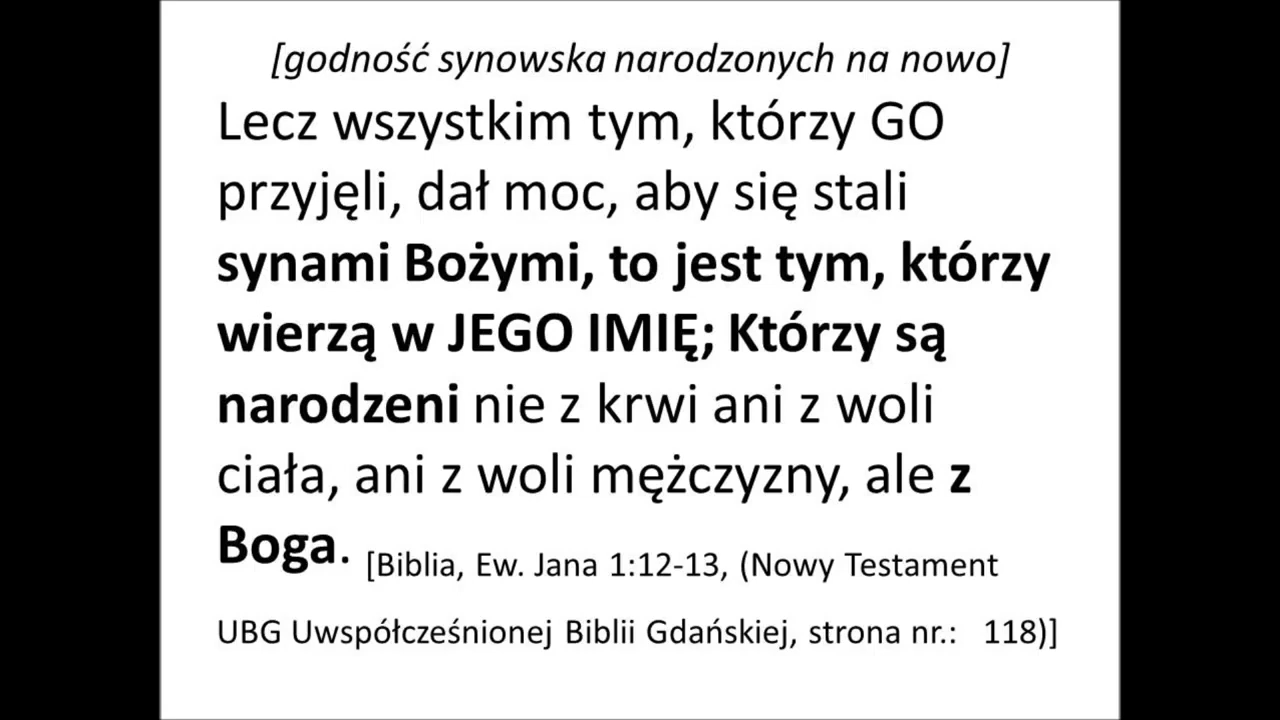 [godność synowska narodzonych na nowo]
Lecz wszystkim tym, którzy GO
przyjęli, dał moc, aby się stali
synami Bożymi, to jest tym, którzy
wierzą w JEGO IMIĘ; Którzy są
narodzeni nie z krwi ani z woli
ciała, ani z woli mężczyzny, ale z
Boga. [Biblia, Ew. Jana 1:12-13, (Nowy Testament
UBG Uwspółcześnionej Biblii Gdańskiej, strona nr.: 118)]